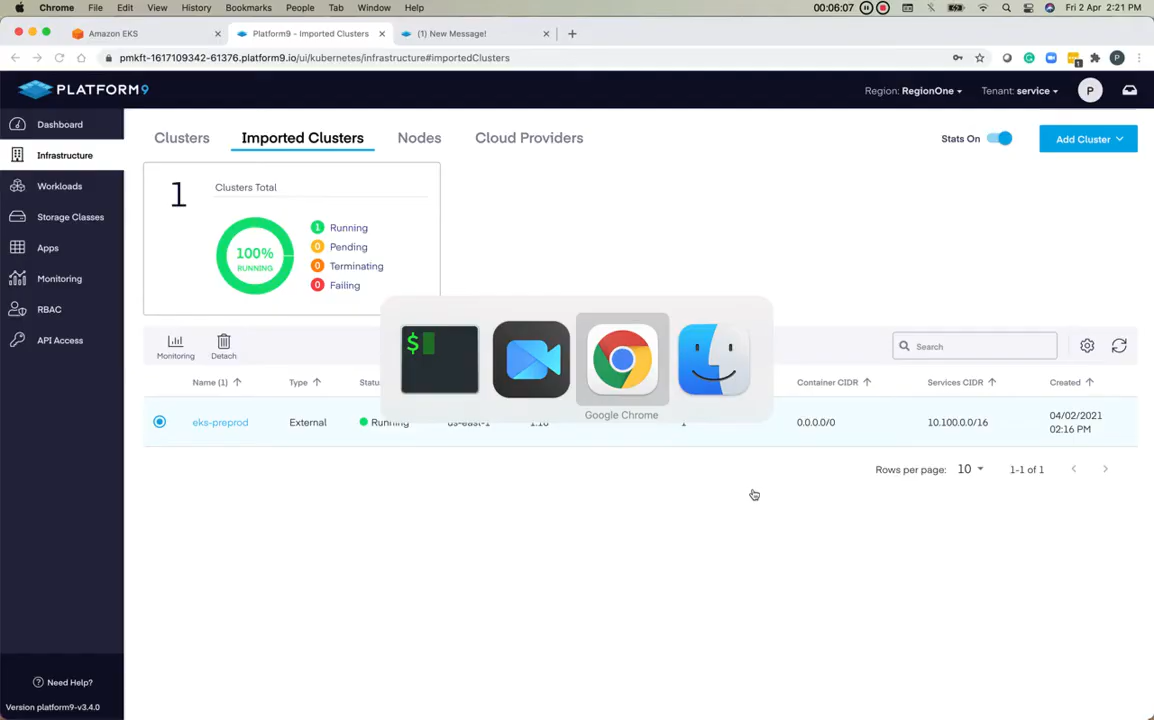 Chrome File Edit View History Bookmarks People Tab Window Help 00:06:07 Fri 2 Apr 2:21 PM
Amazon EKS Platform9 - Imported Clusters (1) New Message!
pmkft-1617109342-61376.platform9.io/ui/kubernetes/infrastructure#importedClusters
PLATFORM9 Region: RegionOne Tenant: service P
Dashboard
Infrastructure
Workloads
Storage Classes
Apps
Monitoring
RBAC
API Access
Clusters Imported Clusters Nodes Cloud Providers Stats On Add Cluster
1 Clusters Total
100%
RUNNING
1 Running
0 Pending
0 Terminating
0 Failing
$
Google Chrome
Monitoring Detach Search
Name (1) Type Container CIDR Services CIDR Created
eks-preprod External Running us-east-1 1 0.0.0.0/0 10.100.0.0/16 04/02/2021
02:16 PM
Rows per page: 10 1-1 of 1
Need Help?
Version platform9-v3.4.0